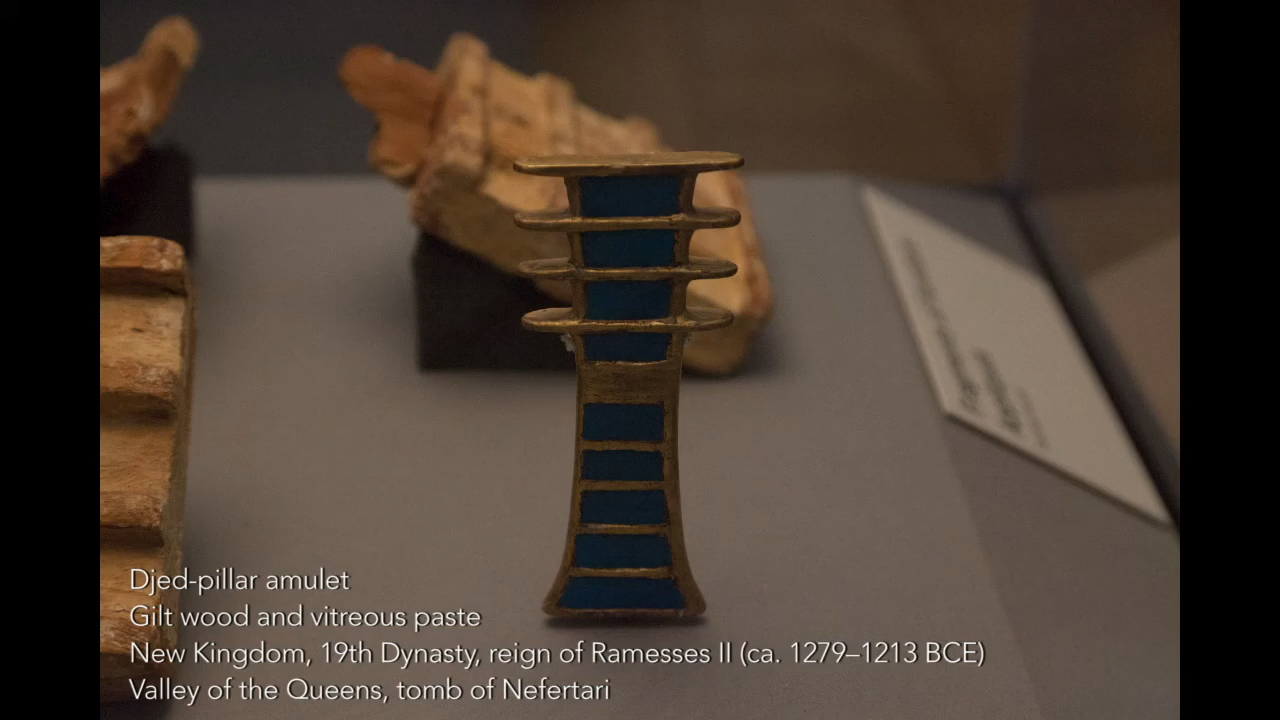 Djed-pillar amulet
Gilt wood and vitreous paste
New Kingdom, 19th Dynasty, reign of Ramesses II (ca. 1279–1213 BCE)
Valley of the Queens, tomb of Nefertari